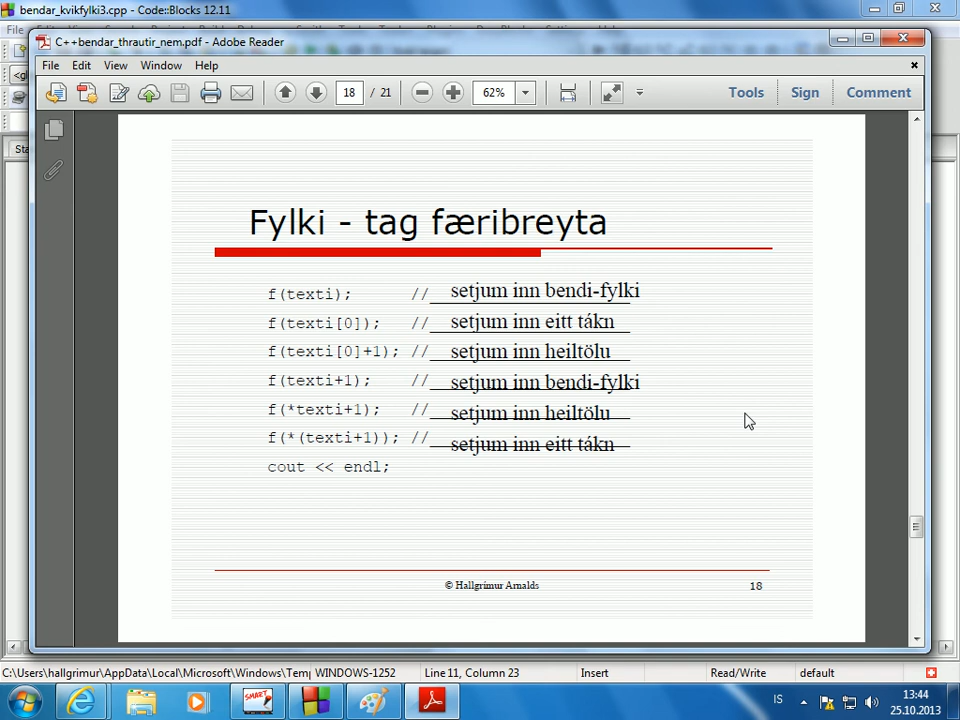 bendar_kvikfylki3.cpp - Code::Blocks 12.11
C++bendar_thrautir_nem.pdf - Adobe Reader
File Edit View Window Help
18 / 21 62% Tools Sign Comment
Fylki - tag færibreyta
f(texti); // setjum inn bendi-fylki
f(texti[0]); // setjum inn eitt tákn
f(texti[0]+1); // setjum inn heiltölu
f(texti+1); // setjum inn bendi-fylki
f(*texti+1); // setjum inn heiltölu
f(*(texti+1)); // setjum inn eitt tákn
cout << endl;
© Hallgrímur Arnalds 18
C:\Users\hallgrimur\AppData\Local\Microsoft\Windows\Temp WINDOWS-1252 Line 11, Column 23 Insert Read/Write default
SMART IS 13:44
25.10.2013